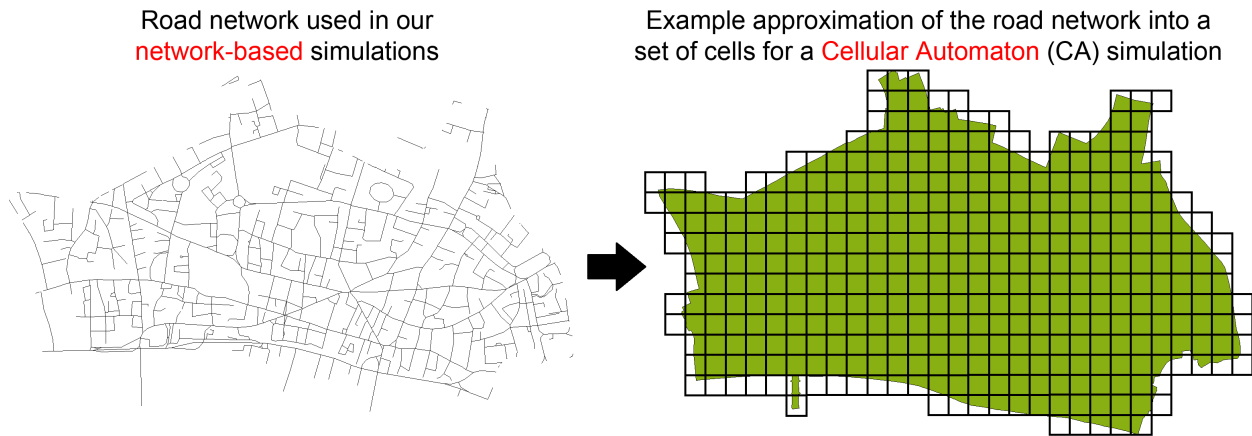 Road network used in our
network-based simulations
Example approximation of the road network into a
set of cells for a Cellular Automaton (CA) simulation